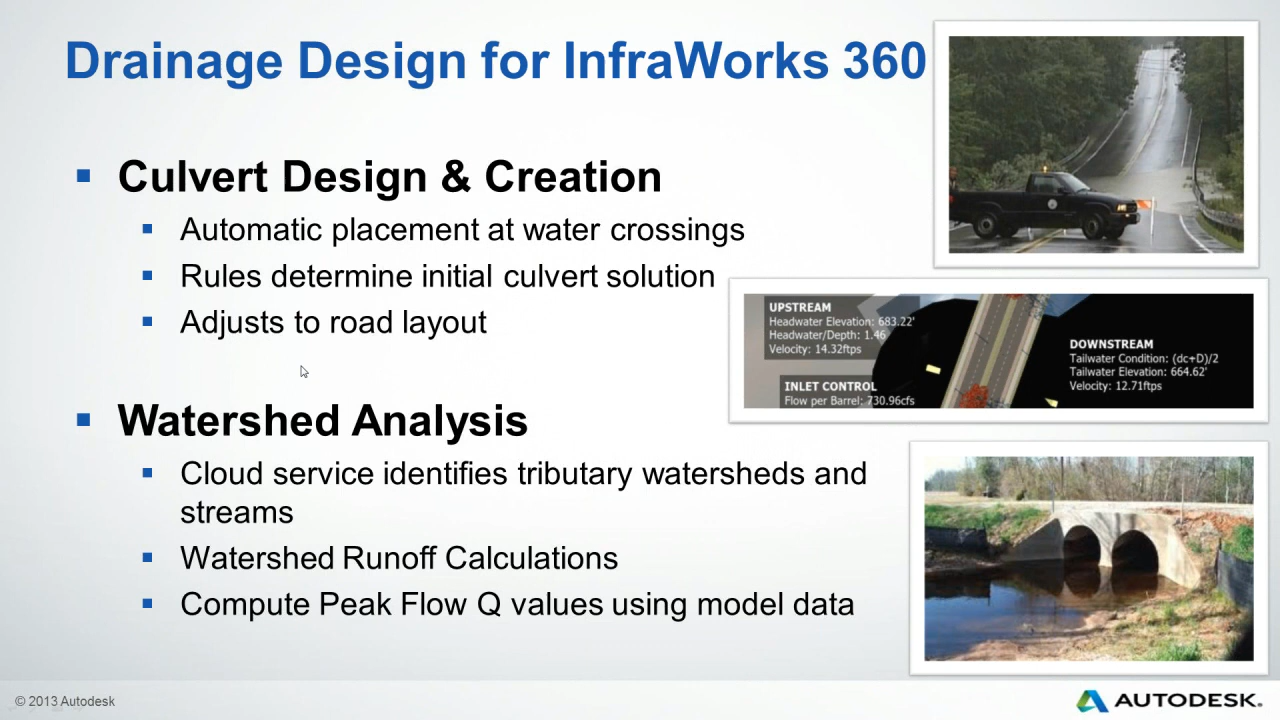 Drainage Design for InfraWorks 360
Culvert Design & Creation
Automatic placement at water crossings
Rules determine initial culvert solution
Adjusts to road layout
Watershed Analysis
Cloud service identifies tributary watersheds and
streams
Watershed Runoff Calculations
Compute Peak Flow Q values using model data
UPSTREAM
Headwater Elevation: 683.22'
Headwater/Depth: 1.46
Velocity: 14.32ftps
INLET CONTROL
Flow per Barrel: 730.96cfs
DOWNSTREAM
Tailwater Condition: (dc+D)/2
Tailwater Elevation: 664.62'
Velocity: 12.71ftps
© 2013 Autodesk
AUTODESK.